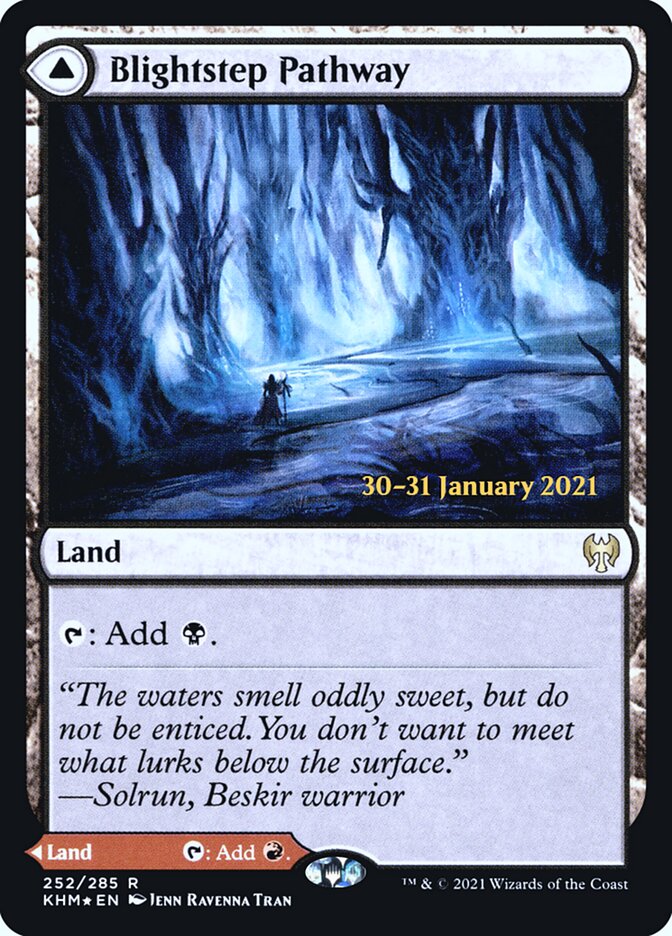 Blightstep Pathway
30–31 January 2021
Land
: Add .
“The waters smell oddly sweet, but do
not be enticed. You don’t want to meet
what lurks below the surface.”
—Solrun, Beskir warrior
Land : Add .
252/285 R
KHM★EN Jenn Ravenna Tran
™ & © 2021 Wizards of the Coast